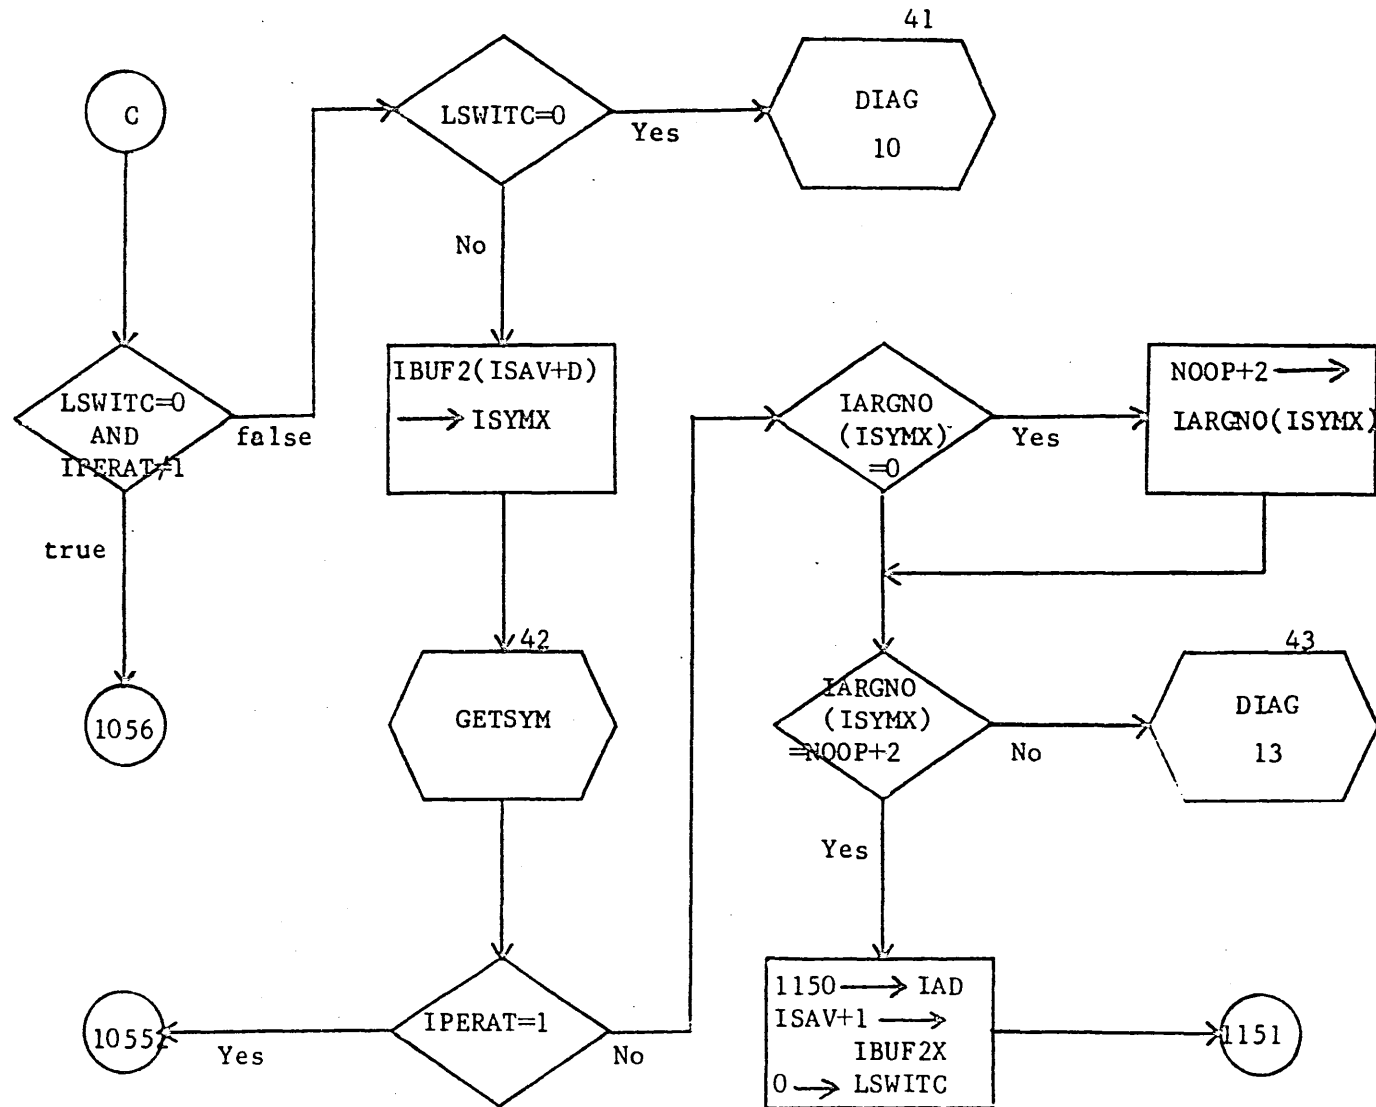 C
LSWITC=0
AND
IPERAT≠1
false
true
1056
LSWITC=0
Yes
No
41
DIAG
10
IBUF2(ISAV+D)
→ ISYMX
42
GETSYM
IPERAT=1
Yes
No
1055
IARGNO
(ISYMX)
=0
Yes
NOOP+2 →
IARGNO(ISYMX)
IARGNO
(ISYMX)
=NOOP+2
No
Yes
43
DIAG
13
1150 → IAD
ISAV+1 →
IBUF2X
0 → LSWITC
1151